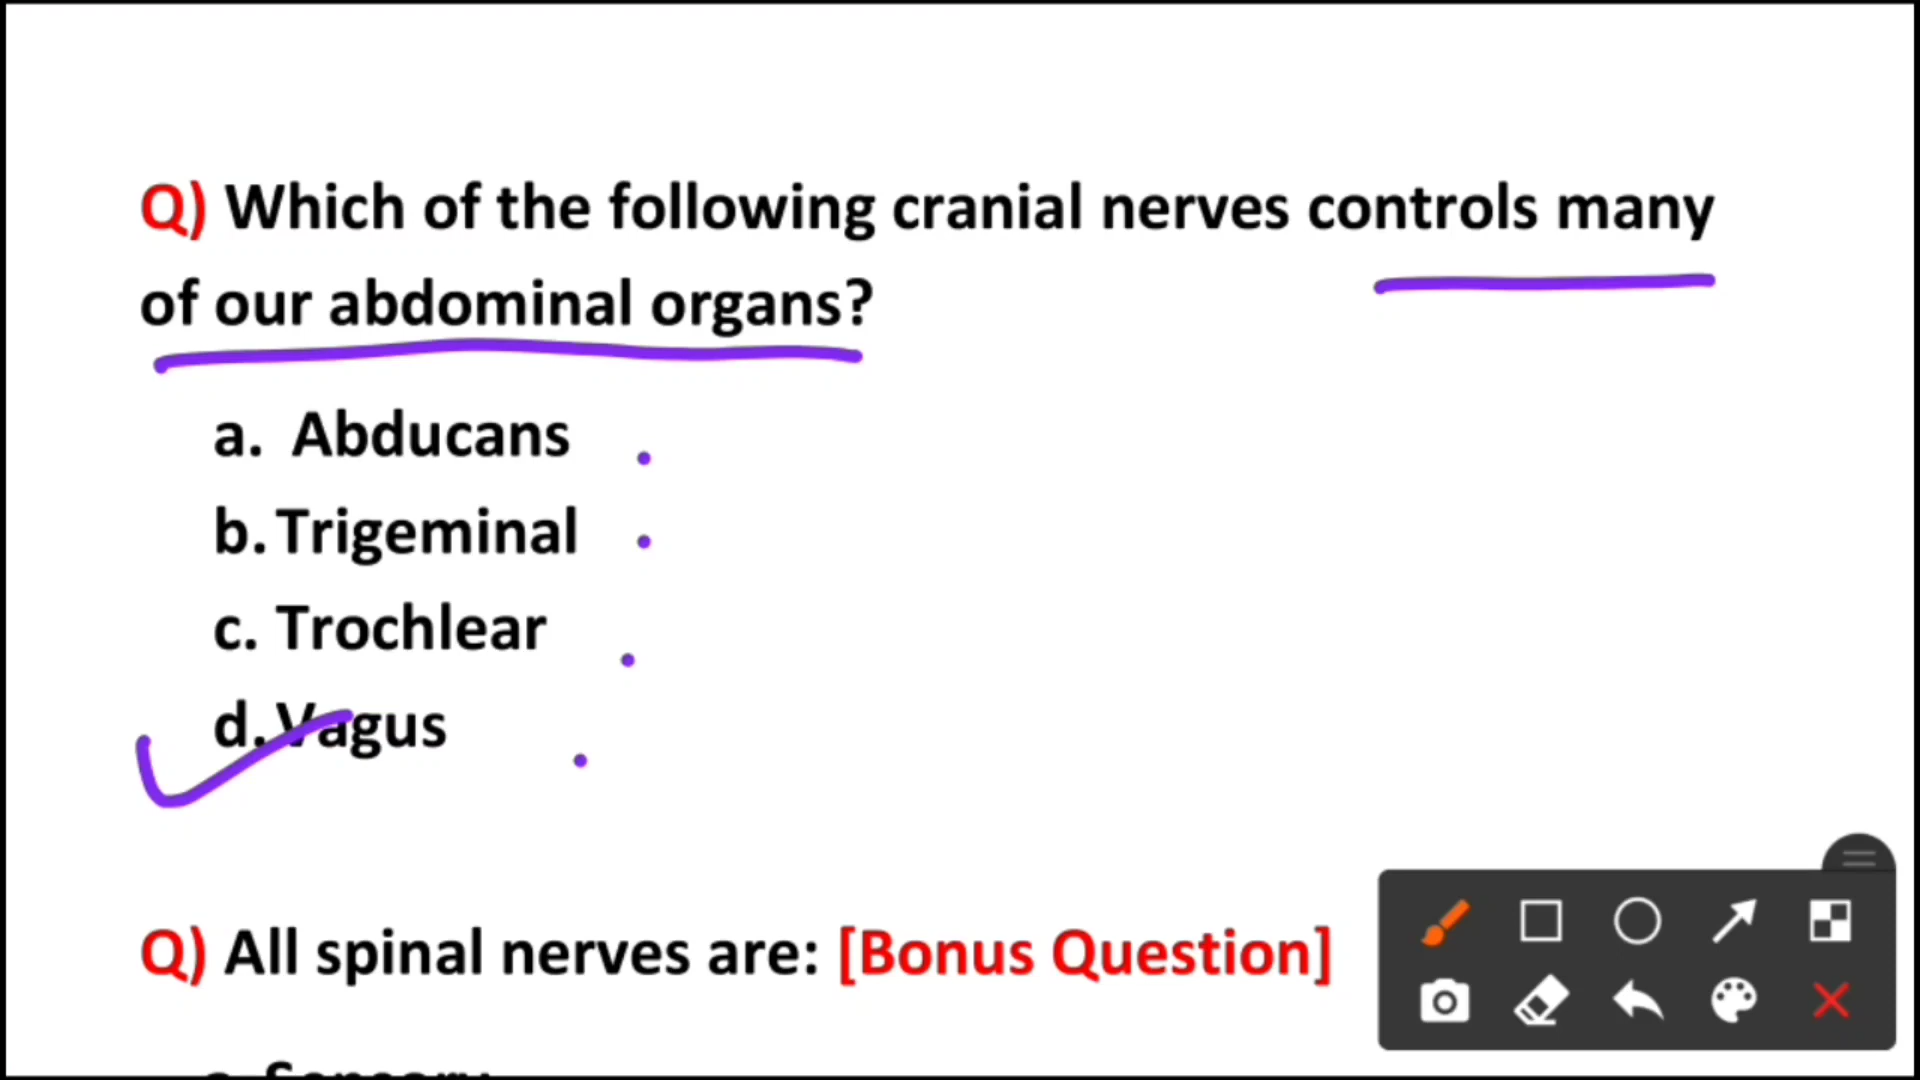 Q) Which of the following cranial nerves controls many
of our abdominal organs?
a. Abducans
b. Trigeminal
c. Trochlear
d. Vagus
Q) All spinal nerves are: [Bonus Question]
a. Sensory